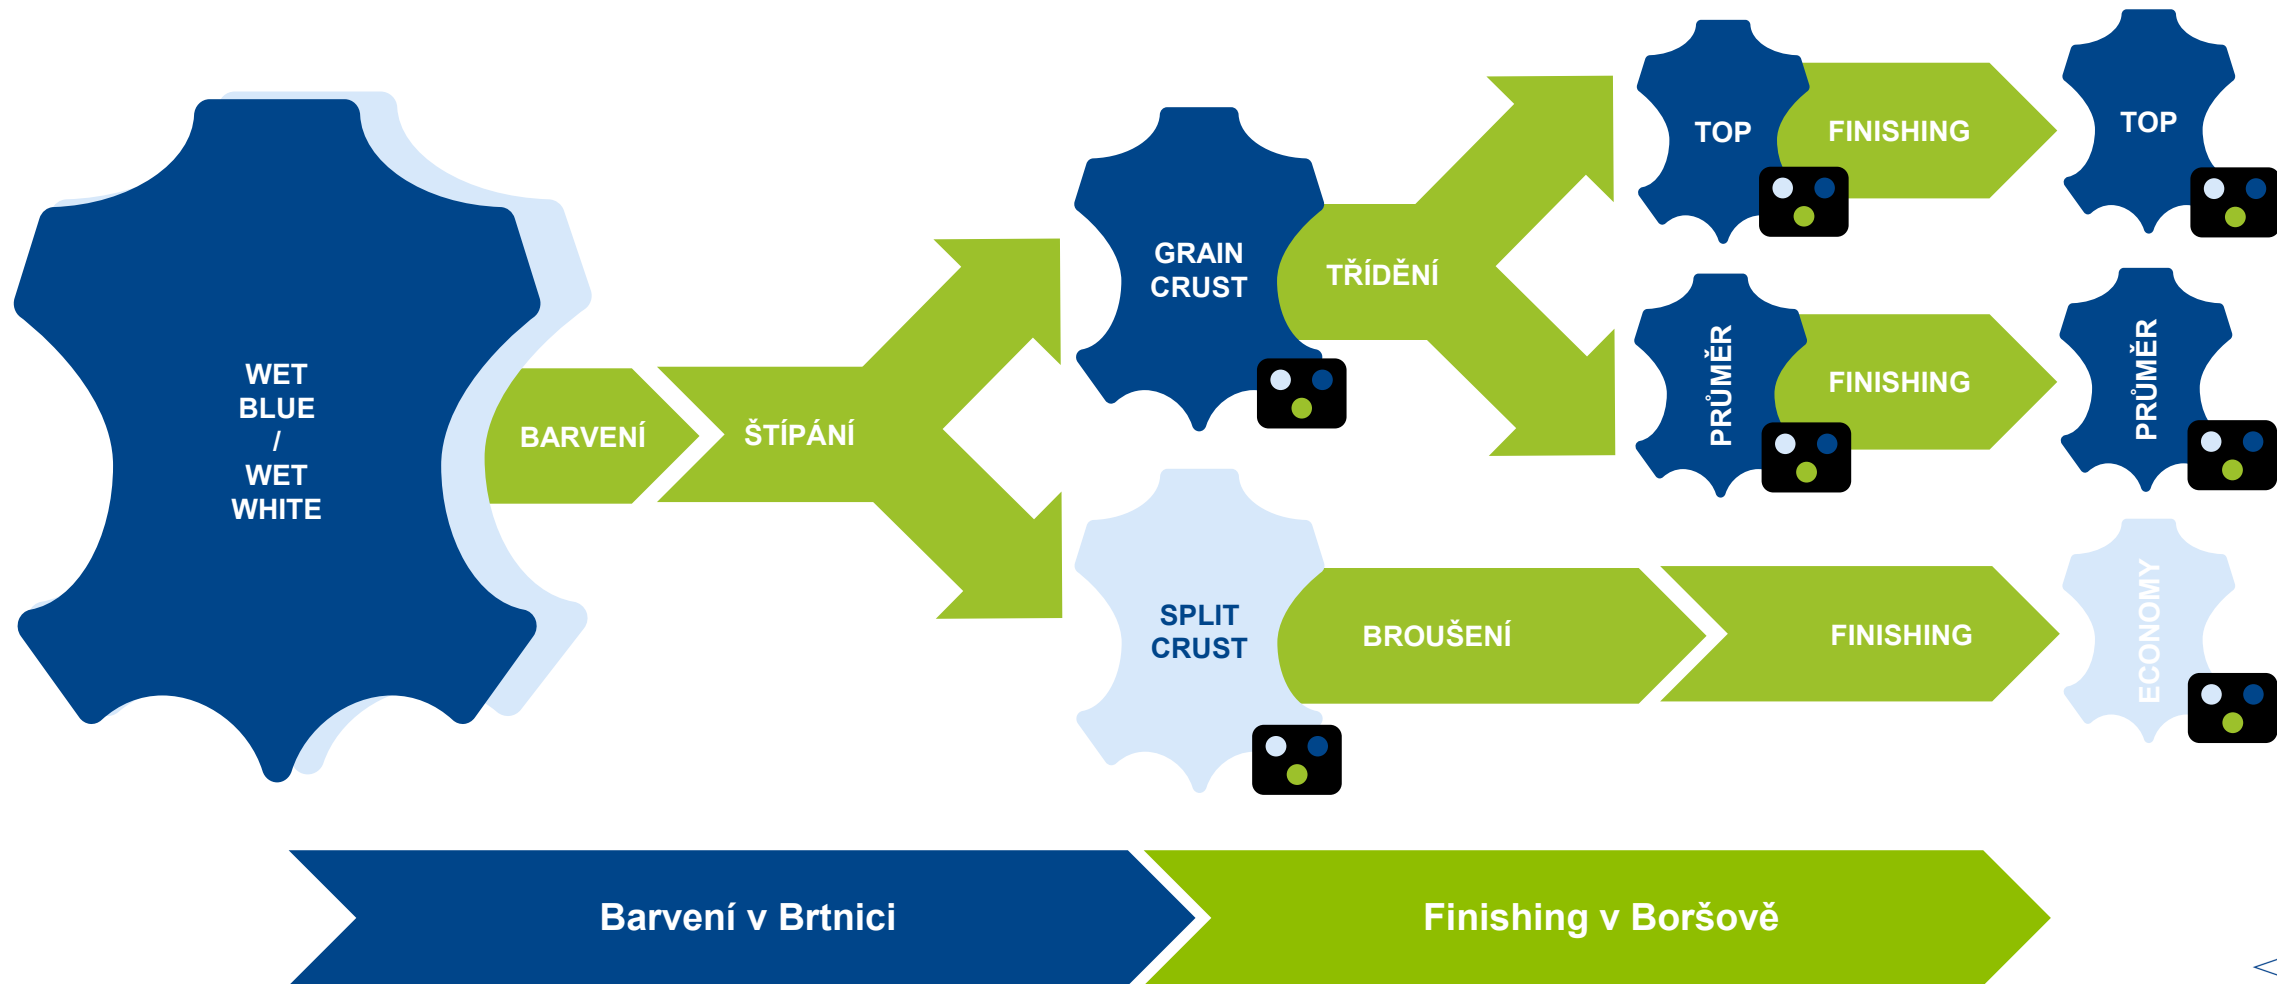 WET
BLUE
/
WET
WHITE
BARVENÍ
ŠTÍPÁNÍ
GRAIN
CRUST
TŘÍDĚNÍ
TOP
FINISHING
TOP
PRŮMĚR
FINISHING
PRŮMĚR
SPLIT
CRUST
BROUŠENÍ
FINISHING
ECONOMY
Barvení v Brtnici
Finishing v Boršově